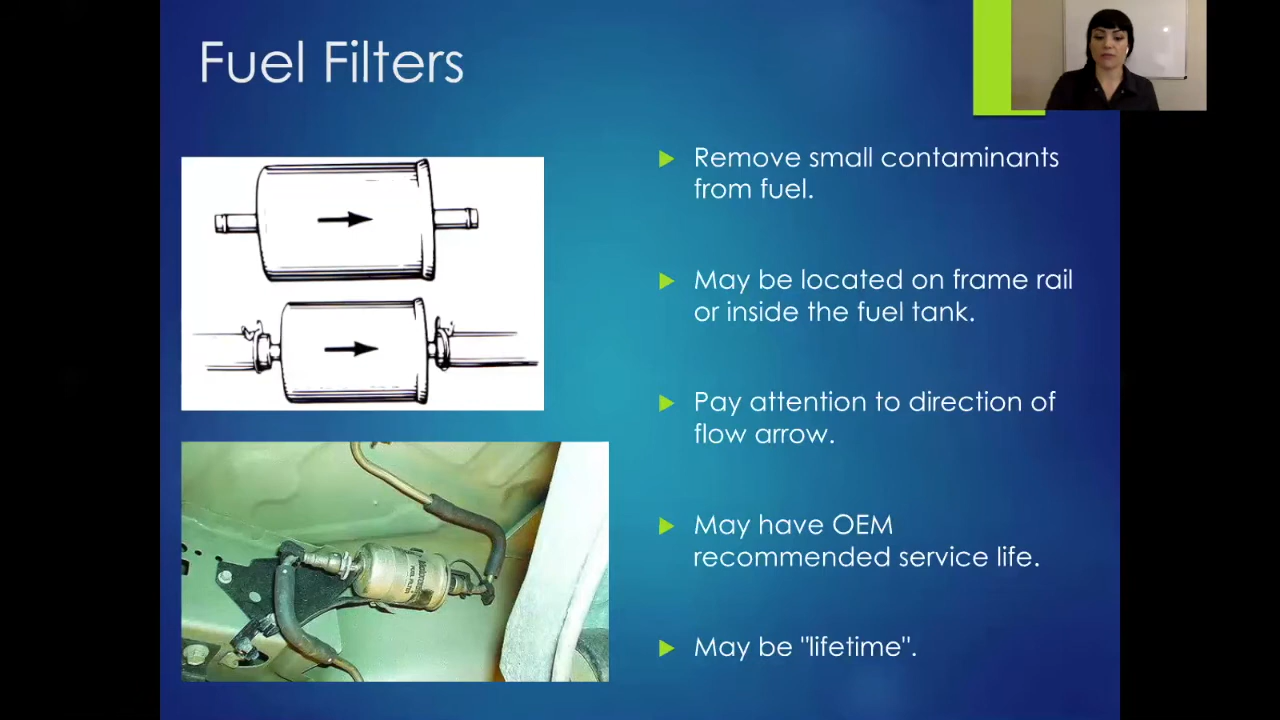 Fuel Filters
Remove small contaminants
from fuel.
May be located on frame rail
or inside the fuel tank.
Pay attention to direction of
flow arrow.
May have OEM
recommended service life.
May be "lifetime".